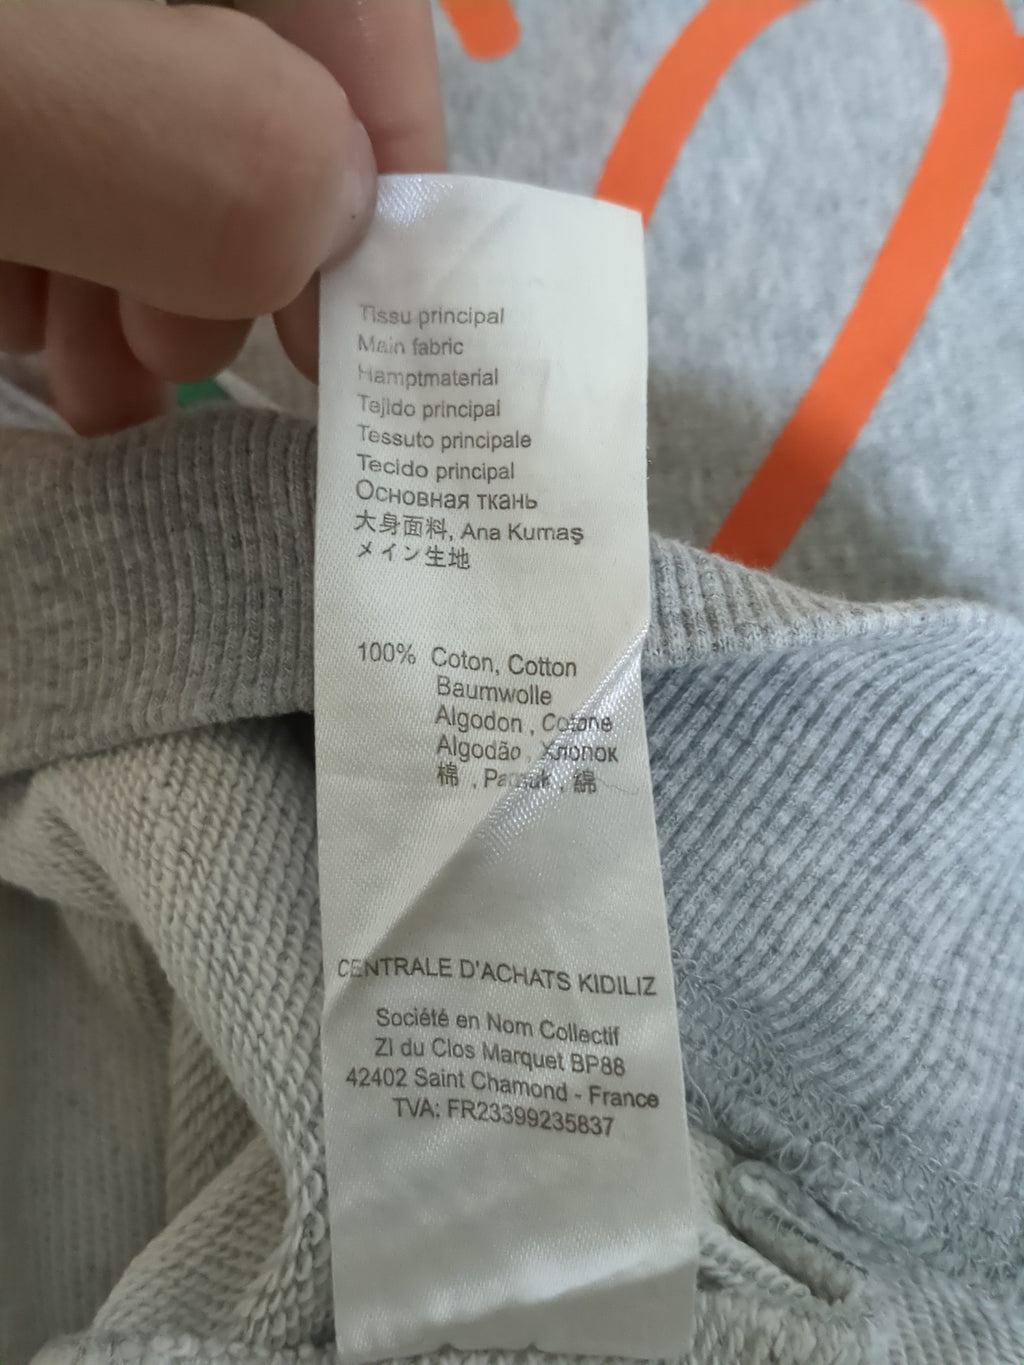 Tissu principal
Main fabric
Hamptmaterial
Tejido principal
Tessuto principale
Tecido principal
Основная ткань
大身面料, Ana Kumaş
メイン生地
100% Coton, Cotton
Baumwolle
Algodon , Cotone
Algodão , Хлопок
棉 , Pamuk , 綿
CENTRALE D'ACHATS KIDILIZ
Société en Nom Collectif
ZI du Clos Marquet BP88
42402 Saint Chamond - France
TVA: FR23399235837